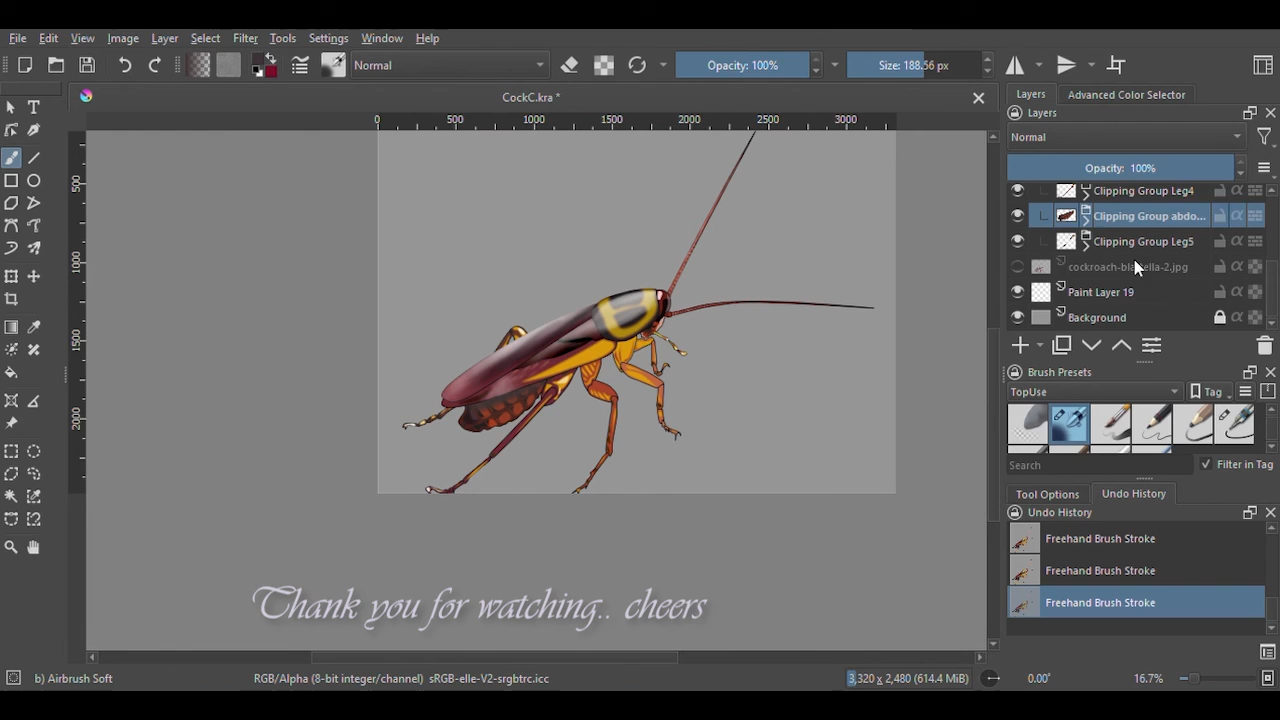 File Edit View Image Layer Select Filter Tools Settings Window Help
Normal Opacity: 100% Size: 188.56 px
CockC.kra *
0 500 1000 1500 2000 2500 3000
500
1000
1500
2000
Thank you for watching.. cheers
Layers Advanced Color Selector
Layers
Normal
Opacity: 100%
Clipping Group Leg4
Clipping Group abdo...
Clipping Group Leg5
Paint Layer 19
Background
Brush Presets
TopUse Tag
Search Filter in Tag
Tool Options Undo History
Undo History
Freehand Brush Stroke
Freehand Brush Stroke
Freehand Brush Stroke
b) Airbrush Soft RGB/Alpha (8-bit integer/channel) sRGB-elle-V2-srgbtrc.icc 3,320 x 2,480 (614.4 MiB) 0.00° 16.7%